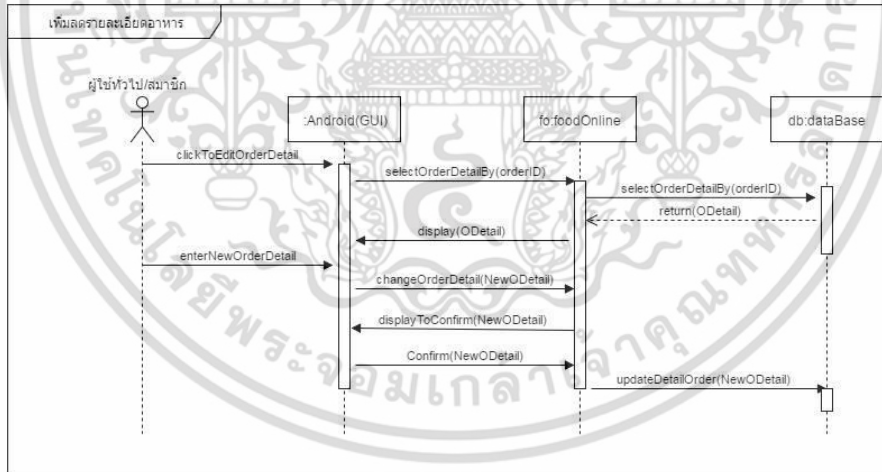 เพิ่มลดรายละเอียดอาหาร
ผู้ใช้ทั่วไป/สมาชิก
:Android(GUI)
fo:foodOnline
db:dataBase
clickToEditOrderDetail
selectOrderDetailBy(orderID)
selectOrderDetailBy(orderID)
return(ODetail)
display(ODetail)
enterNewOrderDetail
changeOrderDetail(NewODetail)
displayToConfirm(NewODetail)
Confirm(NewODetail)
updateDetailOrder(NewODetail)